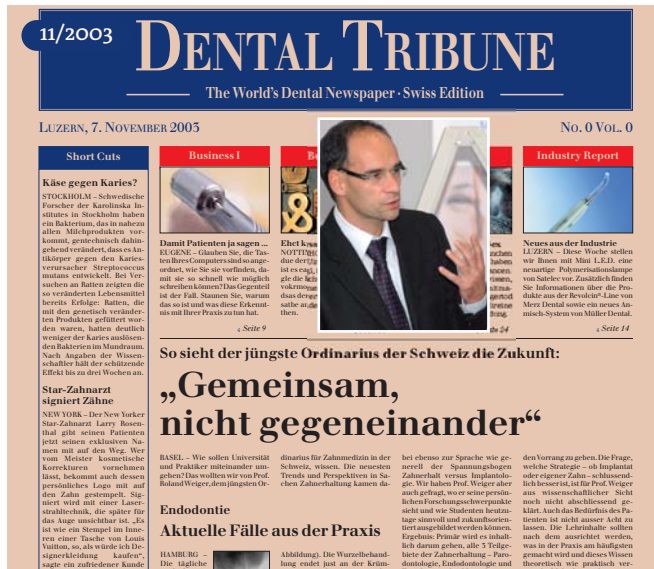 11/2003
DENTAL TRIBUNE
The World's Dental Newspaper · Swiss Edition
LUZERN, 7. NOVEMBER 2003
NO. 0 VOL. 0
Short Cuts
Käse gegen Karies?
STOCKHOLM – Schwedische
Forscher der Karolinska In-
stitutes in Stockholm haben
ein Bakterium, das in nahezu
allen Milchprodukten vor-
kommt, gentechnisch dahin-
gehend verändert, dass es An-
tikörper gegen den Karies-
verursacher Streptococcus
mutans entwickelt. Bei Ver-
suchen an Ratten zeigten die
so veränderten Lebensmittel
bereits Erfolge: Ratten, die
mit den genetisch veränder-
ten Produkten gefüttert wor-
den waren, hatten deutlich
weniger der Karies auslösen-
den Bakterien im Mundraum.
Nach Angaben der Wissen-
schaftler hält der schützende
Effekt bis zu drei Wochen an.
Star-Zahnarzt
signiert Zähne
NEW YORK – Der New Yorker
Star-Zahnarzt Larry Rosen-
thal gibt seinen Patienten
jetzt seinen exklusiven Na-
men mit auf den Weg. Wer
vom Meister kosmetische
Korrekturen vornehmen
lässt, bekommt auch dessen
persönliches Logo mit auf
den Zahn gestempelt. Sig-
niert wird mit einer Laser-
strahltechnik, die später für
das Auge unsichtbar ist. „Es
ist wie ein Stempel im Inne-
ren einer Tasche von Louis
Vuitton, so, als würde ich De-
signerkleidung kaufen“,
sagte ein zufriedener Kunde
Business I
Damit Patienten ja sagen ...
EUGENE – Glauben Sie, die Tas-
ten Ihres Computers sind so ange-
ordnet, wie Sie sie vorfinden, da-
mit sie so schnell wie möglich
schreiben können? Das Gegenteil
ist der Fall. Staunen Sie, warum
das so ist und was diese Erkennt-
nis mit Ihrer Praxis zu tun hat.
Seite 9
Industry Report
Neues aus der Industrie
LUZERN – Diese Woche stellen
wir Ihnen mit Mini L.E.D. eine
neuartige Polymerisationslampe
von Satelec vor. Zusätzlich finden
Sie Informationen über die Pro-
dukte aus der Revolcin®-Line von
Merz Dental sowie ein neues An-
misch-System von Müller Dental.
Seite 14
So sieht der jüngste Ordinarius der Schweiz die Zukunft:
„Gemeinsam,
nicht gegeneinander“
BASEL – Wie sollen Universität
und Praktiker miteinander um-
gehen? Das wollten wir von Prof.
Roland Weiger, dem jüngsten Or-
dinarius für Zahnmedizin in der
Schweiz, wissen. Die neuesten
Trends und Perspektiven in Sa-
chen Zahnerhaltung kamen da-
bei ebenso zur Sprache wie ge-
nerell der Spannungsbogen
Zahnerhalt versus Implantolo-
gie. Wir haben Prof. Weiger aber
auch gefragt, wo er seine persön-
lichen Forschungsschwerpunkte
sieht und wie Studenten heutzu-
tage sinnvoll und zukunftsorien-
tiert ausgebildet werden können.
Ergebnis: Primär wird es inhalt-
lich darum gehen, alle 3 Teilge-
biete der Zahnerhaltung – Paro-
dontologie, Endodontologie und
den Vorrang zu geben. Die Frage,
welche Strategie – ob Implantat
oder eigener Zahn – schlussend-
lich besser ist, ist für Prof. Weiger
aus wissenschaftlicher Sicht
noch nicht abschliessend ge-
klärt. Auch das Bedürfnis des Pa-
tienten ist nicht ausser Acht zu
lassen. Die Lehrinhalte sollten
nach dem ausgerichtet werden,
was in der Praxis am häufigsten
gemacht wird und dieses Wissen
theoretisch wie praktisch ver-
Endodontie
Aktuelle Fälle aus der Praxis
HAMBURG –
Die tägliche
Abbildung). Die Wurzelbehand-
lung endet just an der Krüm-